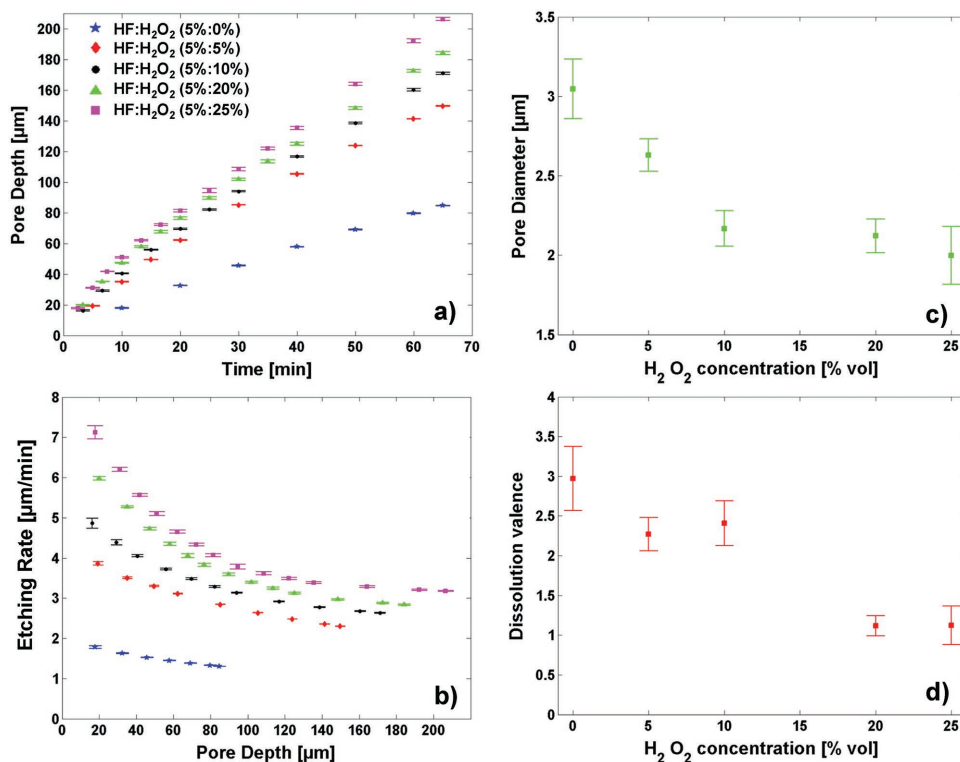 200
180
160
140
120
100
80
60
40
20
0
Pore Depth [µm]
HF:H₂O₂ (5%:0%)
HF:H₂O₂ (5%:5%)
HF:H₂O₂ (5%:10%)
HF:H₂O₂ (5%:20%)
HF:H₂O₂ (5%:25%)
a)
0 10 20 30 40 50 60 70
Time [min]
3.5
3
2.5
2
1.5
Pore Diameter [µm]
c)
0 5 10 15 20 25
H₂ O₂ concentration [% vol]
8
7
6
5
4
3
2
1
0
Etching Rate [µm/min]
b)
0 20 40 60 80 100 120 140 160 180 200
Pore Depth [µm]
4
3.5
3
2.5
2
1.5
1
0.5
0
Dissolution valence
d)
0 5 10 15 20 25
H₂ O₂ concentration [% vol]